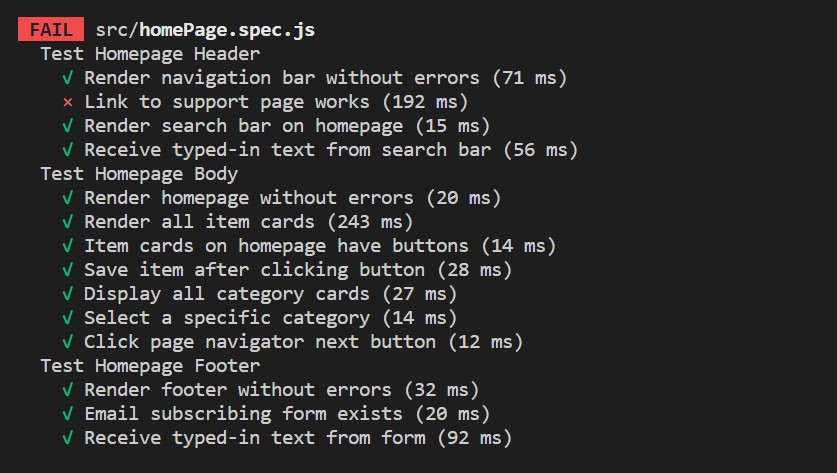 FAIL src/homePage.spec.js
Test Homepage Header
√ Render navigation bar without errors (71 ms)
× Link to support page works (192 ms)
√ Render search bar on homepage (15 ms)
√ Receive typed-in text from search bar (56 ms)
Test Homepage Body
√ Render homepage without errors (20 ms)
√ Render all item cards (243 ms)
√ Item cards on homepage have buttons (14 ms)
√ Save item after clicking button (28 ms)
√ Display all category cards (27 ms)
√ Select a specific category (14 ms)
√ Click page navigator next button (12 ms)
Test Homepage Footer
√ Render footer without errors (32 ms)
√ Email subscribing form exists (20 ms)
√ Receive typed-in text from form (92 ms)